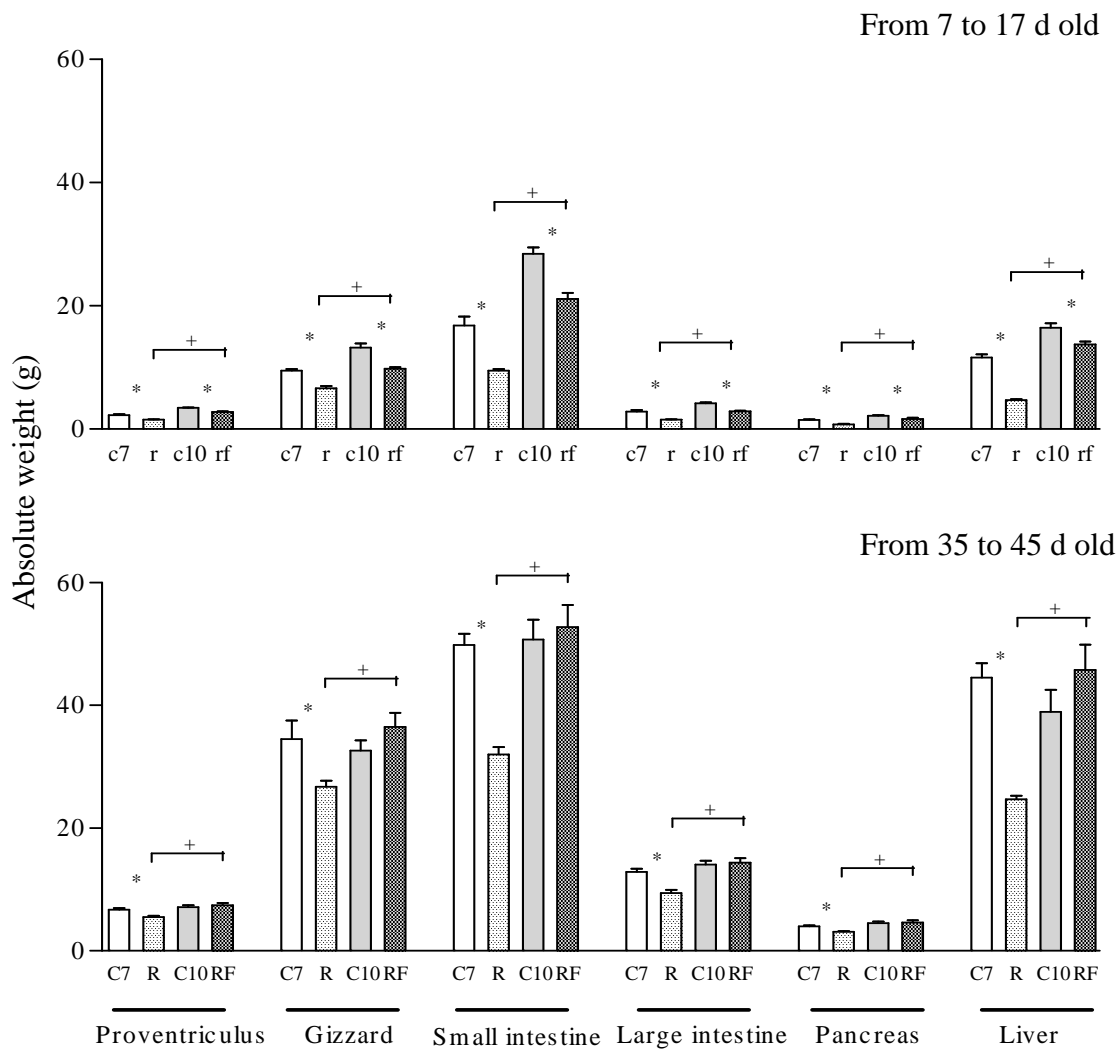 From 7 to 17 d old
60
40
20
0
+ + + + + +
* * * * * * * * * * * *
c7 r c10 rf c7 r c10 rf c7 r c10 rf c7 r c10 rf c7 r c10 rf c7 r c10 rf
Absolute weight (g)
From 35 to 45 d old
60
40
20
0
+ + + + + +
* * * * * *
C7 R C10 RF C7 R C10 RF C7 R C10 RF C7 R C10 RF C7 R C10 RF C7 R C10 RF
Proventriculus Gizzard Small intestine Large intestine Pancreas Liver